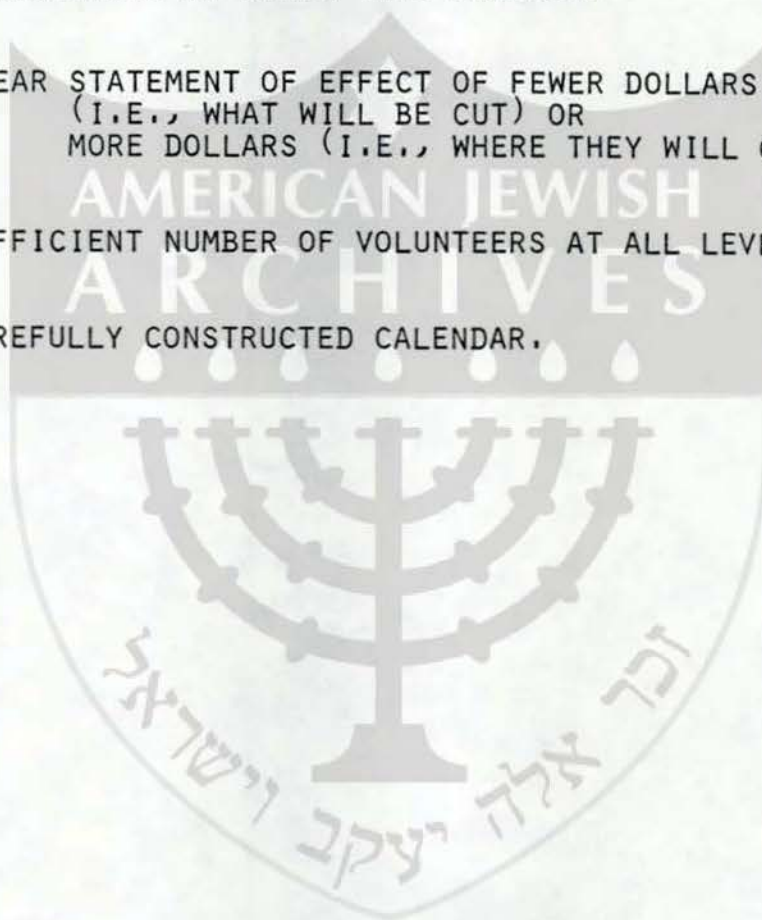 EAR STATEMENT OF EFFECT OF FEWER DOLLARS
(I.E., WHAT WILL BE CUT) OR
MORE DOLLARS (I.E., WHERE THEY WILL
FFICIENT NUMBER OF VOLUNTEERS AT ALL LEV
REFULLY CONSTRUCTED CALENDAR.
AMERICAN JEWISH
ARCHIVES
זכר אלה יעקב וישראל